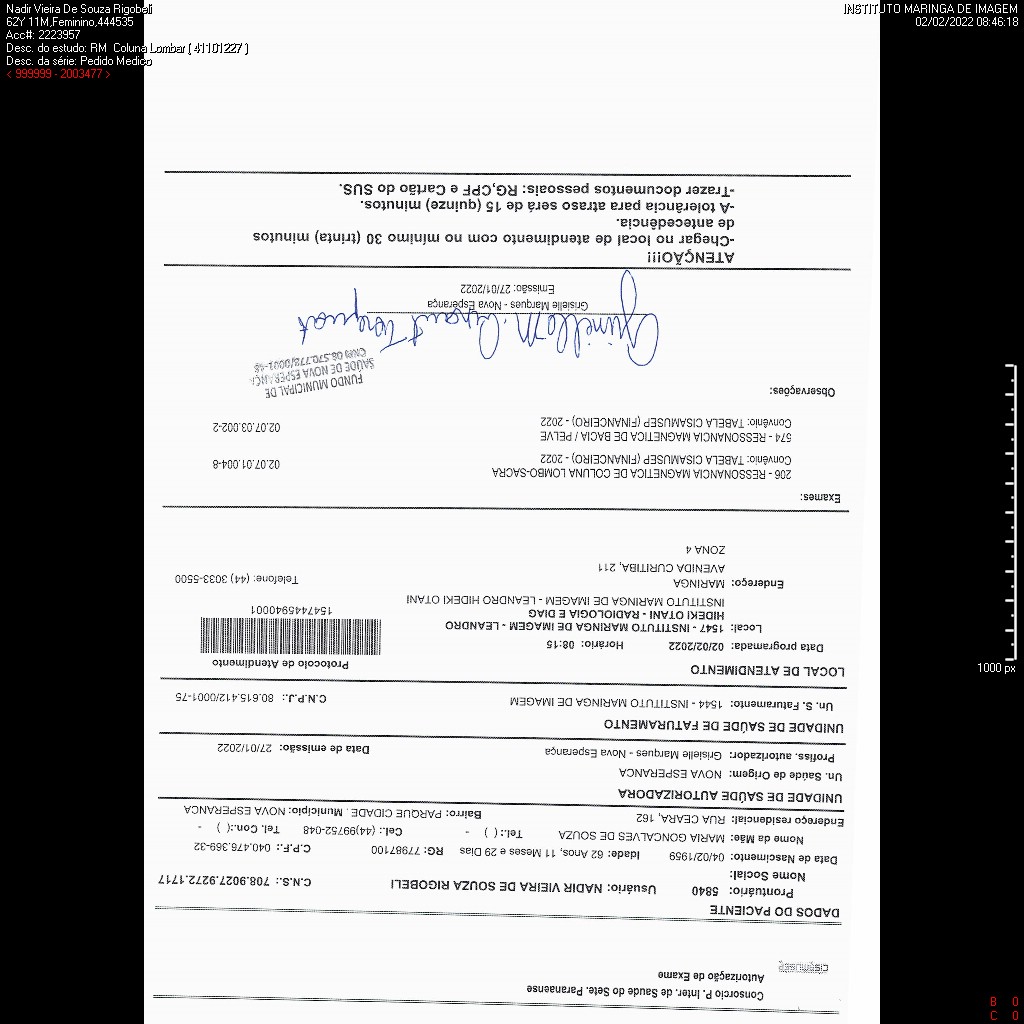 Nadir Vieira De Souza Rigobeli
62Y 11M,Feminino,444535
Acc#: 2223957
Desc. do estudo: RM Coluna Lombar [ 41101227 ]
Desc. da série: Pedido Medico
< 999999 - 2003477 >
INSTITUTO MARINGA DE IMAGEM
02/02/2022 08:46:18
Consorcio P. Inter. de Saude do Sete. Paranaense
Autorização de Exame
cisamusep
DADOS DO PACIENTE
Prontuário: 5840 Usuário: NADIR VIEIRA DE SOUZA RIGOBELI C.N.S.: 708.9027.9272.1717
Nome Social:
Data de Nascimento: 04/02/1959 Idade: 62 Anos, 11 Meses e 29 Dias RG: 77987100 C.P.F.: 040.476.369-32
Nome da Mãe: MARIA GONCALVES DE SOUZA Tel.: ( ) - Cel.: (44)99752-048 Tel. Con.:( ) -
Endereço residencial: RUA CEARA, 162 Bairro: PARQUE CIDADE . Município: NOVA ESPERANCA
UNIDADE DE SAÚDE AUTORIZADORA
Un. Saúde de Origem: NOVA ESPERANCA
Profiss. autorizador: Grisielle Marques - Nova Esperança Data de emissão: 27/01/2022
UNIDADE DE SAÚDE DE FATURAMENTO
Un. S. Faturamento: 1544 - INSTITUTO MARINGA DE IMAGEM C.N.P.J.: 80.615.412/0001-75
LOCAL DE ATENDIMENTO
Data programada: 02/02/2022 Horário: 08:15
Protocolo de Atendimento
Local: 1547 - INSTITUTO MARINGA DE IMAGEM - LEANDRO
HIDEKI OTANI - RADIOLOGIA E DIAG
INSTITUTO MARINGA DE IMAGEM - LEANDRO HIDEKI OTANI
1547445940001
Endereço: MARINGA
Telefone: (44) 3033-5500
AVENIDA CURITIBA, 211
ZONA 4
Exames:
206 - RESSONANCIA MAGNETICA DE COLUNA LOMBO-SACRA 02.07.01.004-8
Convênio: TABELA CISAMUSEP (FINANCEIRO) - 2022
574 - RESSONANCIA MAGNETICA DE BACIA / PELVE 02.07.03.002-2
Convênio: TABELA CISAMUSEP (FINANCEIRO) - 2022
Observações:
FUNDO MUNICIPAL DE
SAÚDE DE NOVA ESPERANÇA
CNPJ 08.570.778/0001-48
Grisielle Marques - Nova Esperança
Emissão: 27/01/2022
ATENÇÃO!!!!
-Chegar no local de atendimento com no mínimo 30 (trinta) minutos
de antecedência.
-A tolerância para atraso será de 15 (quinze) minutos.
-Trazer documentos pessoais: RG,CPF e Cartão do SUS.
1000 px
B 0
C 0